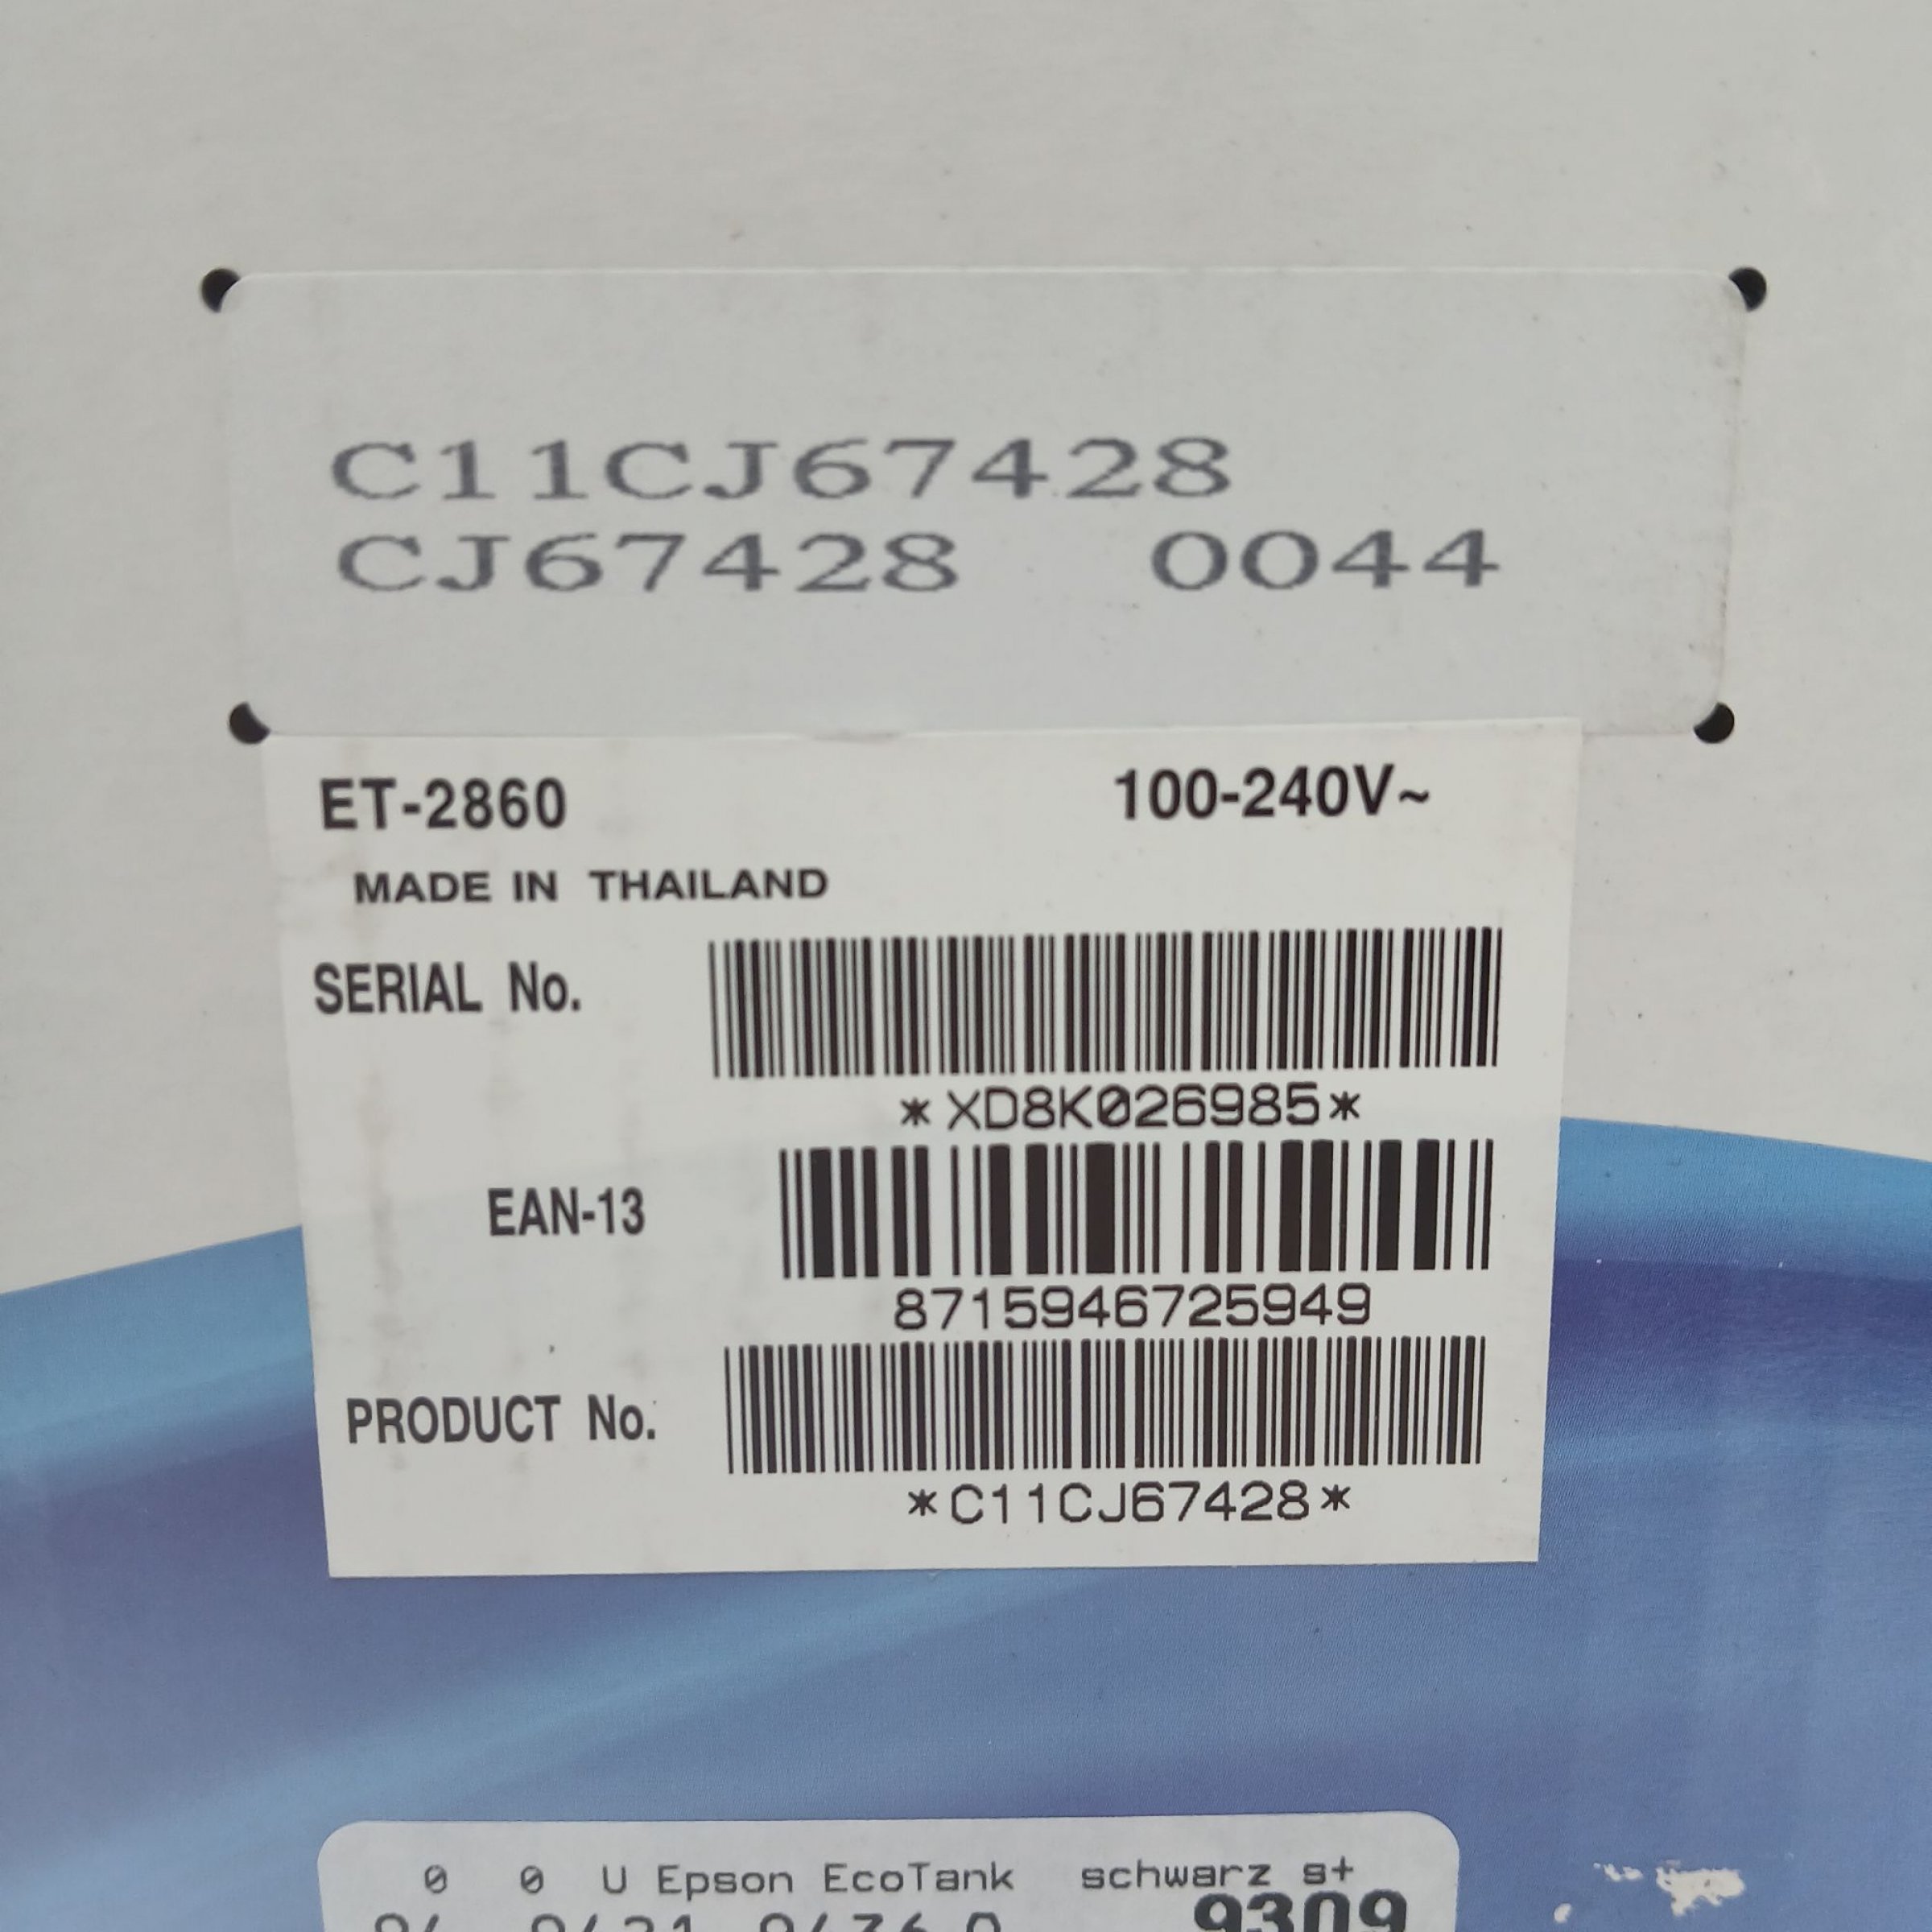 C11CJ67428
CJ67428 0044
ET-2860 100-240V~
MADE IN THAILAND
SERIAL No.
*XD8K026985*
EAN-13
8715946725949
PRODUCT No.
*C11CJ67428*
0 0 U Epson EcoTank schwarz s+
9309